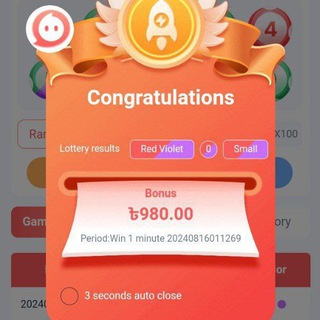 4
Congratulations
Ran
Lottery results Red Violet 0 Small
X100
Bonus
৳980.00
Gam
ory
Period:Win 1 minute 20240816011269
or
3 seconds auto close
20240